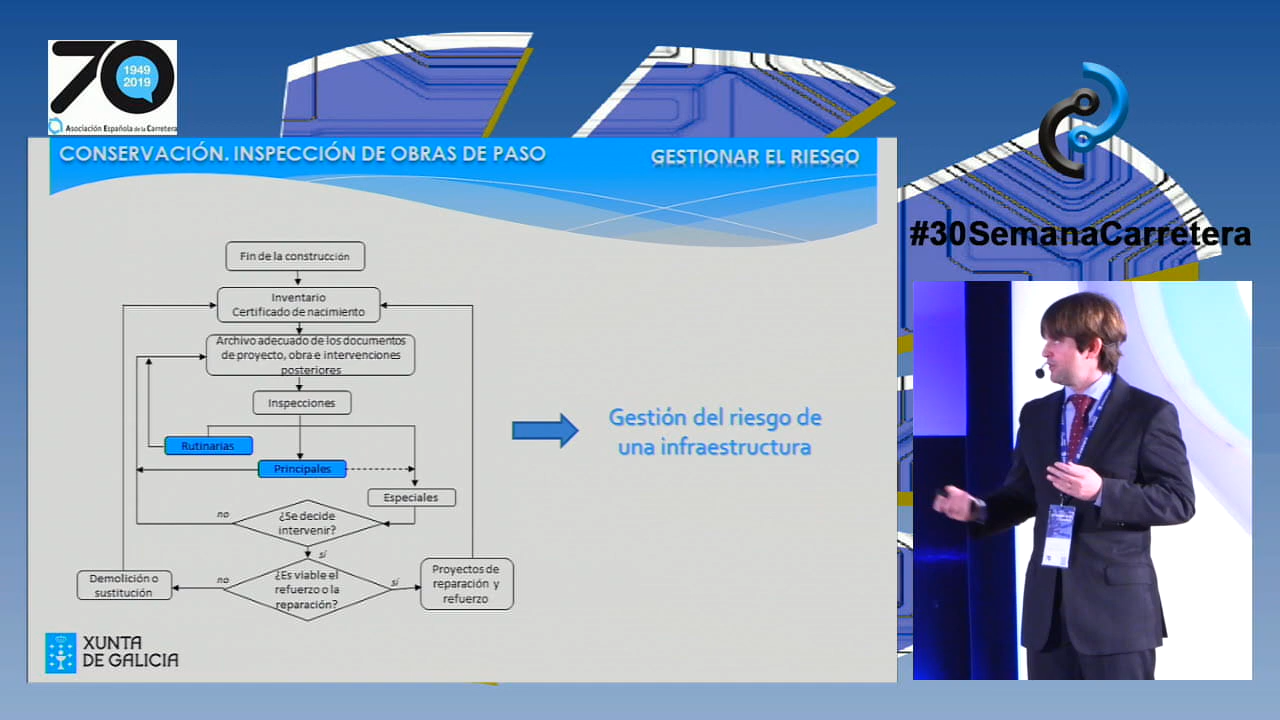 70
1949
2019
Asociación Española de la Carretera
CONSERVACIÓN. INSPECCIÓN DE OBRAS DE PASO
GESTIONAR EL RIESGO
#30SemanaCarretera
Fin de la construcción
Inventario
Certificado de nacimiento
Archivo adecuado de los documentos
de proyecto, obra e intervenciones
posteriores
Inspecciones
Rutinarias
Principales
Especiales
Gestión del riesgo de
una infraestructura
no
¿Se decide
intervenir?
sí
Demolición o
sustitución
no
¿Es viable el
refuerzo o la
reparación?
sí
Proyectos de
reparación y
refuerzo
XUNTA
DE GALICIA